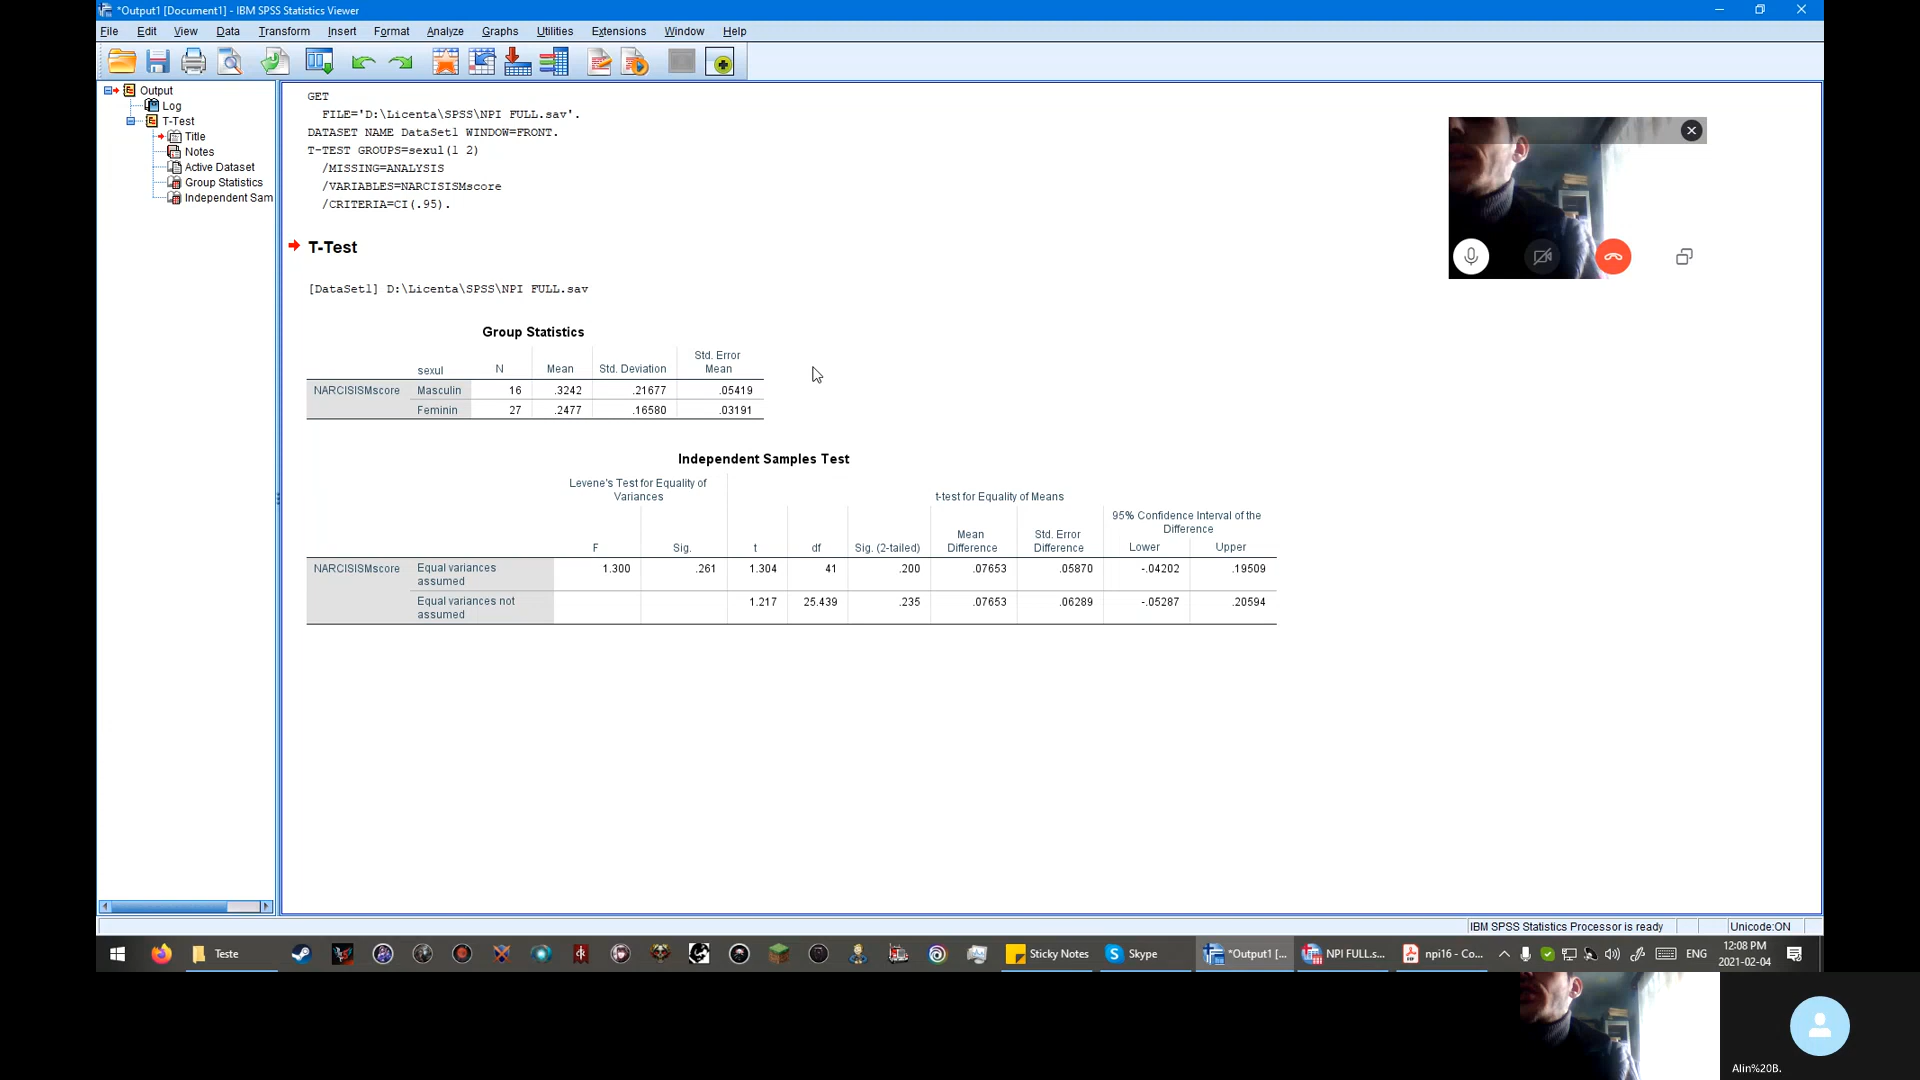 *Output1 [Document1] - IBM SPSS Statistics Viewer
File Edit View Data Transform Insert Format Analyze Graphs Utilities Extensions Window Help
Output
Log
T-Test
Title
Notes
Active Dataset
Group Statistics
Independent Sam
GET
FILE='D:\Licenta\SPSS\NPI FULL.sav'.
DATASET NAME DataSet1 WINDOW=FRONT.
T-TEST GROUPS=sexul(1 2)
/MISSING=ANALYSIS
/VARIABLES=NARCISISMscore
/CRITERIA=CI(.95).
T-Test
[DataSet1] D:\Licenta\SPSS\NPI FULL.sav
Group Statistics
sexul N Mean Std. Deviation Std. Error Mean
NARCISISMscore Masculin 16 .3242 .21677 .05419
Feminin 27 .2477 .16580 .03191
Independent Samples Test
Levene's Test for Equality of Variances
t-test for Equality of Means
95% Confidence Interval of the Difference
F Sig. t df Sig. (2-tailed) Mean Difference Std. Error Difference Lower Upper
NARCISISMscore Equal variances assumed 1.300 .261 1.304 41 .200 .07653 .05870 -.04202 .19509
Equal variances not assumed 1.217 25.439 .235 .07653 .06289 -.05287 .20594
IBM SPSS Statistics Processor is ready Unicode:ON
Teste Sticky Notes Skype *Output1 [... NPI FULL.s... npi16 - Co... ENG 12:08 PM
2021-02-04
Alin%20B.